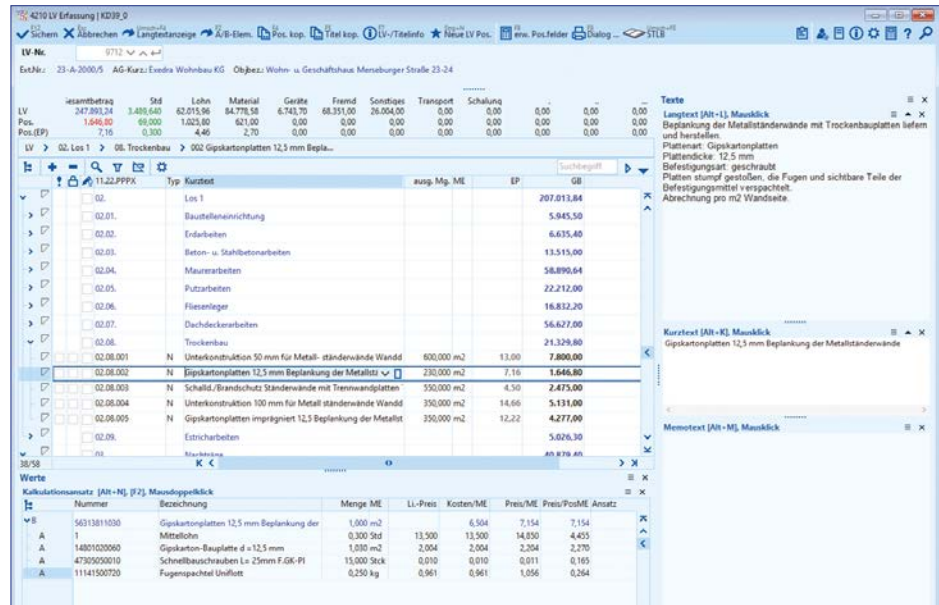 4210 LV Erfassung | KD39_0
Sichern Abbrechen Langtextanzeige A/B-Elem. Pos. kop. Titel kop. LV-/Titelinfo Neue LV Pos. erw. Pos.felder Dialog ... STLB
LV-Nr. 9712
Ext.Nr.: 23-A-2000/5 AG-Kurz.: Exedra Wohnbau KG Objbez.: Wohn- u. Geschäftshaus Merseburger Straße 23-24
Gesamtbetrag Std Lohn Material Geräte Fremd Sonstiges Transport Schalung .. .. ...
LV 247.893,24 3.489,640 62.015,96 84.778,58 6.743,70 68.351,00 26.004,00 0,00 0,00 0,00 0,00 0,00
Pos. 1.646,80 69,000 1.025,80 621,00 0,00 0,00 0,00 0,00 0,00 0,00 0,00 0,00
Pos.(EP) 7,16 0,300 4,46 2,70 0,00 0,00 0,00 0,00 0,00 0,00 0,00 0,00
LV > 02. Los 1 > 08. Trockenbau > 002 Gipskartonplatten 12,5 mm Bepla...
Suchbegriff
11.22.PPPX Typ Kurztext ausg. Mg. ME EP GB
02. Los 1 207.013,84
02.01. Baustelleneinrichtung 5.945,50
02.02. Erdarbeiten 6.635,40
02.03. Beton- u. Stahlbetonarbeiten 13.515,00
02.04. Maurerarbeiten 58.890,64
02.05. Putzarbeiten 22.212,00
02.06. Fliesenleger 16.832,20
02.07. Dachdeckerarbeiten 56.627,00
02.08. Trockenbau 21.329,80
02.08.001 N Unterkonstruktion 50 mm für Metall- ständerwände Wandd 600,000 m2 13,00 7.800,00
02.08.002 N Gipskartonplatten 12,5 mm Beplankung der Metallstä 230,000 m2 7,16 1.646,80
02.08.003 N Schalld./Brandschutz Ständerwände mit Trennwandplatten 550,000 m2 4,50 2.475,00
02.08.004 N Unterkonstruktion 100 mm für Metall ständerwände Wandd 350,000 m2 14,66 5.131,00
02.08.005 N Gipskartonplatten imprägniert 12,5 Beplankung der Metallst 350,000 m2 12,22 4.277,00
02.09. Estricharbeiten 5.026,30
03. Nachträge 40.879,40
38/58
Werte
Kalkulationsansatz [Alt+N], [F2], Mausdoppelklick
Nummer Bezeichnung Menge ME Li.-Preis Kosten/ME Preis/ME Preis/PosME Ansatz
B 56313811030 Gipskartonplatten 12,5 mm Beplankung der 1,000 m2 6,504 7,154 7,154
A 1 Mittellohn 0,300 Std 13,500 13,500 14,850 4,455
A 14801020060 Gipskarton-Bauplatte d =12,5 mm 1,030 m2 2,004 2,004 2,204 2,270
A 47305050010 Schnellbauschrauben L= 25mm F.GK-Pl 15,000 Stck 0,010 0,010 0,011 0,165
A 11141500720 Fugenspachtel Uniflott 0,250 kg 0,961 0,961 1,056 0,264
Texte
Langtext [Alt+L], Mausklick
Beplankung der Metallständerwände mit Trockenbauplatten liefern
und herstellen.
Plattenart: Gipskartonplatten
Plattendicke: 12,5 mm
Befestigungsart: geschraubt
Platten stumpf gestoßen, die Fugen und sichtbare Teile der
Befestigungsmittel verspachtelt.
Abrechnung pro m2 Wandseite.
Kurztext [Alt+K], Mausklick
Gipskartonplatten 12,5 mm Beplankung der Metallständerwände
Memotext [Alt+M], Mausklick